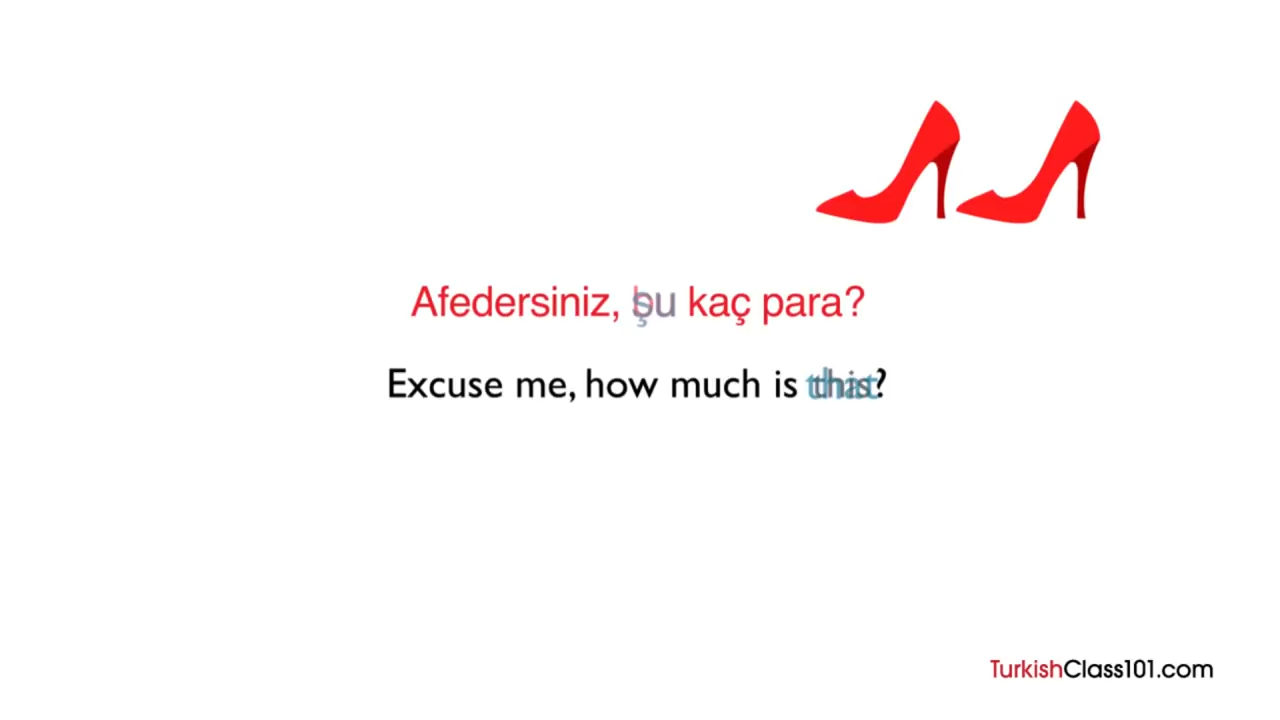 Afedersiniz, kaç para?
Excuse me, how much is ?
TurkishClass101.com